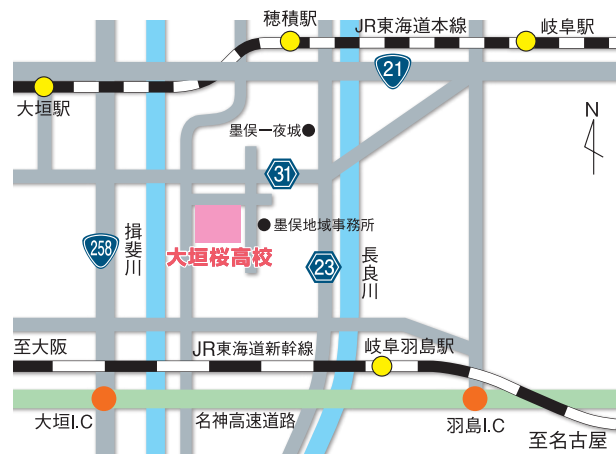 穂積駅
JR東海道本線
岐阜駅
21
大垣駅
N
墨俣一夜城
31
墨俣地域事務所
258
揖斐川
大垣桜高校
23
長良川
至大阪
JR東海道新幹線
岐阜羽島駅
大垣I.C
名神高速道路
羽島I.C
至名古屋